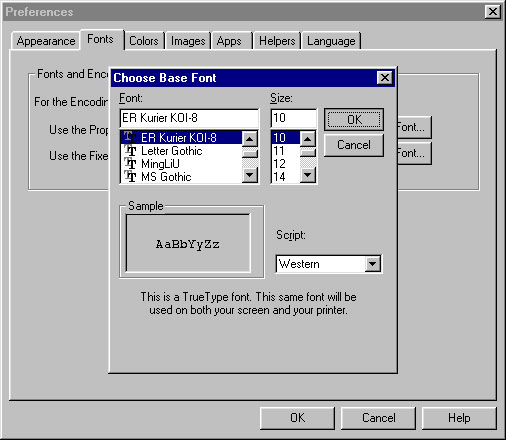 Preferences
Appearance Fonts Colors Images Apps Helpers Language
Fonts and Enco
For the Encodin
Use the Prop
Font...
Use the Fixe
Font...
Choose Base Font
Font:
Size:
ER Kurier KOI-8
10
OK
Cancel
ER Kurier KOI-8
Letter Gothic
MingLiU
MS Gothic
10
11
12
14
Sample
AaBbYyZz
Script:
Western
This is a TrueType font. This same font will be
used on both your screen and your printer.
OK Cancel Help